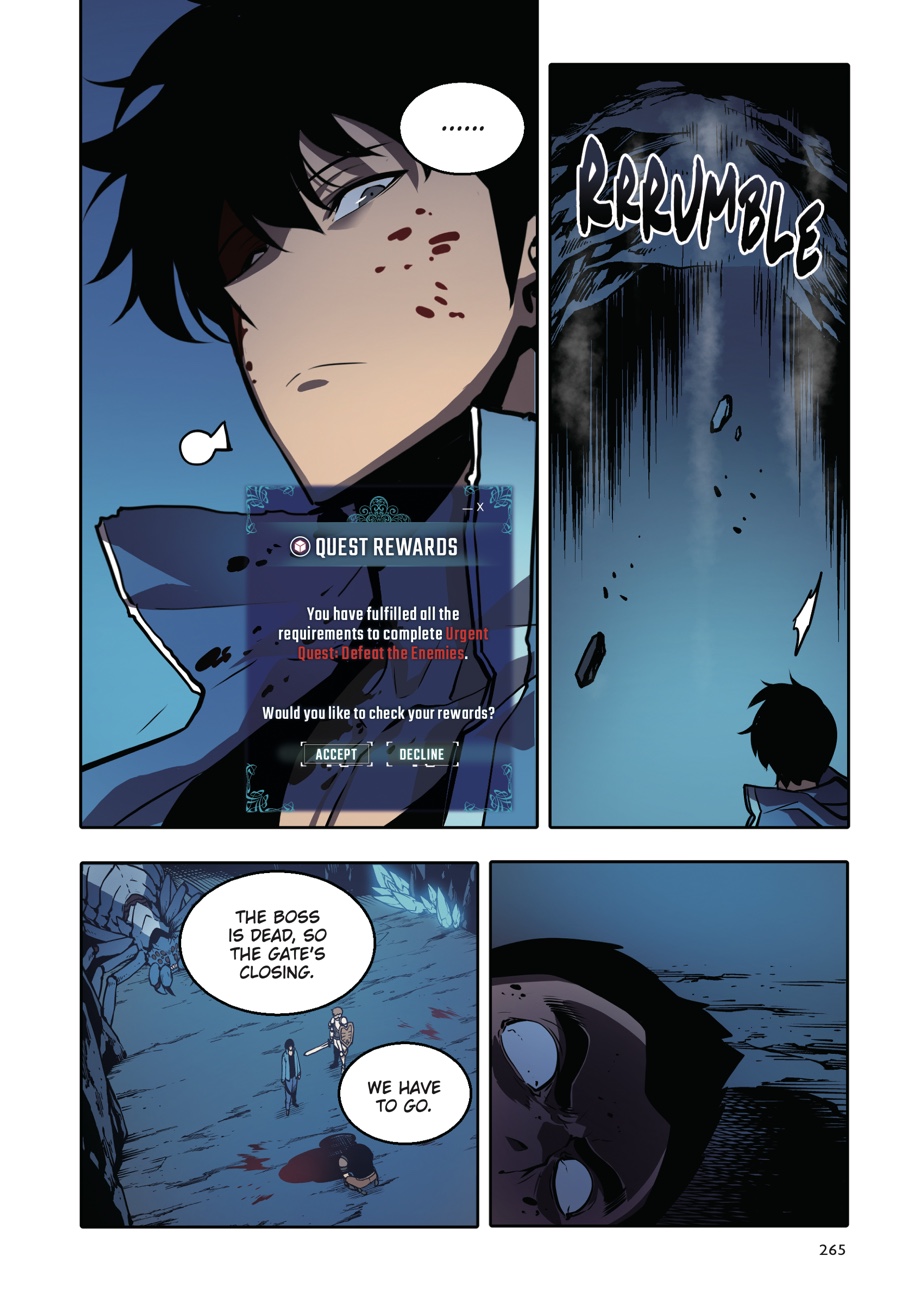 ......
RRRUMBLE
_ X
QUEST REWARDS
You have fulfilled all the
requirements to complete Urgent
Quest: Defeat the Enemies.
Would you like to check your rewards?
ACCEPT DECLINE
THE BOSS
IS DEAD, SO
THE GATE'S
CLOSING.
WE HAVE
TO GO.
265